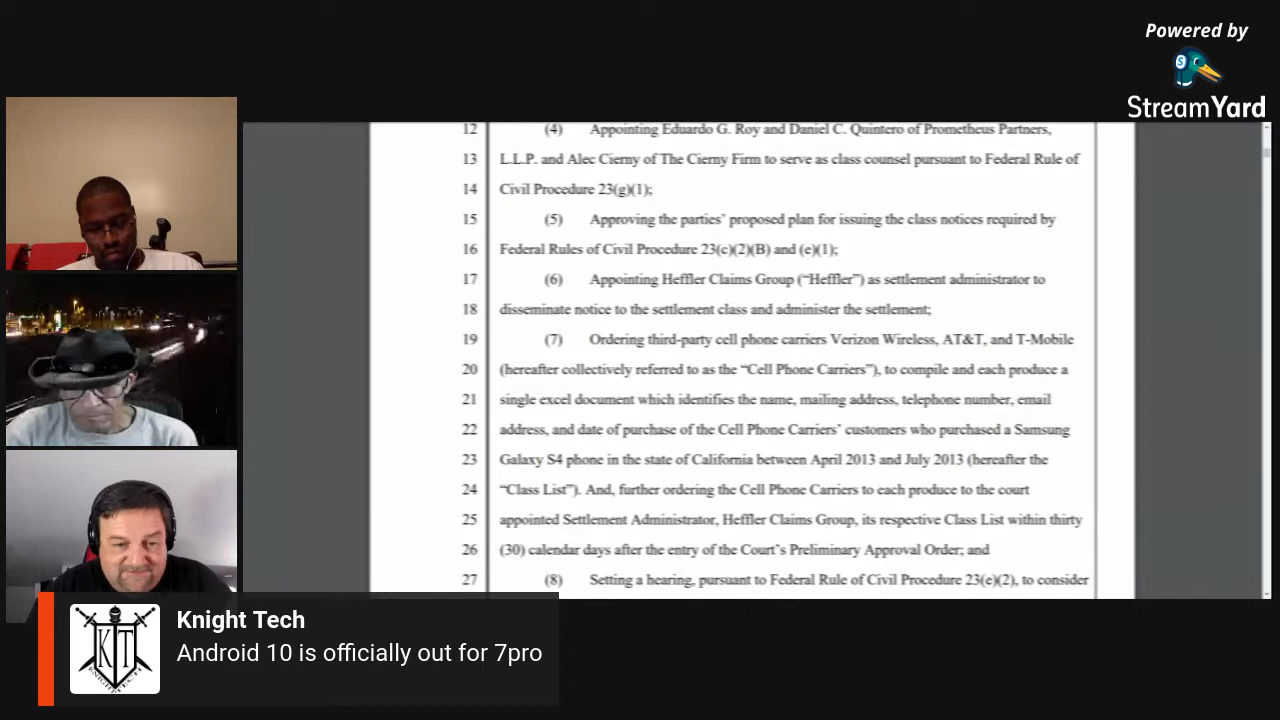 Powered by
StreamYard
12 (4) Appointing Eduardo G. Roy and Daniel C. Quintero of Prometheus Partners,
13 L.L.P. and Alec Cierny of The Cierny Firm to serve as class counsel pursuant to Federal Rule of
14 Civil Procedure 23(g)(1);
15 (5) Approving the parties' proposed plan for issuing the class notices required by
16 Federal Rules of Civil Procedure 23(c)(2)(B) and (e)(1);
17 (6) Appointing Heffler Claims Group ("Heffler") as settlement administrator to
18 disseminate notice to the settlement class and administer the settlement;
19 (7) Ordering third-party cell phone carriers Verizon Wireless, AT&T, and T-Mobile
20 (hereafter collectively referred to as the "Cell Phone Carriers"), to compile and each produce a
21 single excel document which identifies the name, mailing address, telephone number, email
22 address, and date of purchase of the Cell Phone Carriers' customers who purchased a Samsung
23 Galaxy S4 phone in the state of California between April 2013 and July 2013 (hereafter the
24 "Class List"). And, further ordering the Cell Phone Carriers to each produce to the court
25 appointed Settlement Administrator, Heffler Claims Group, its respective Class List within thirty
26 (30) calendar days after the entry of the Court's Preliminary Approval Order; and
27 (8) Setting a hearing, pursuant to Federal Rule of Civil Procedure 23(e)(2), to consider
KT
Knight Tech
Android 10 is officially out for 7pro